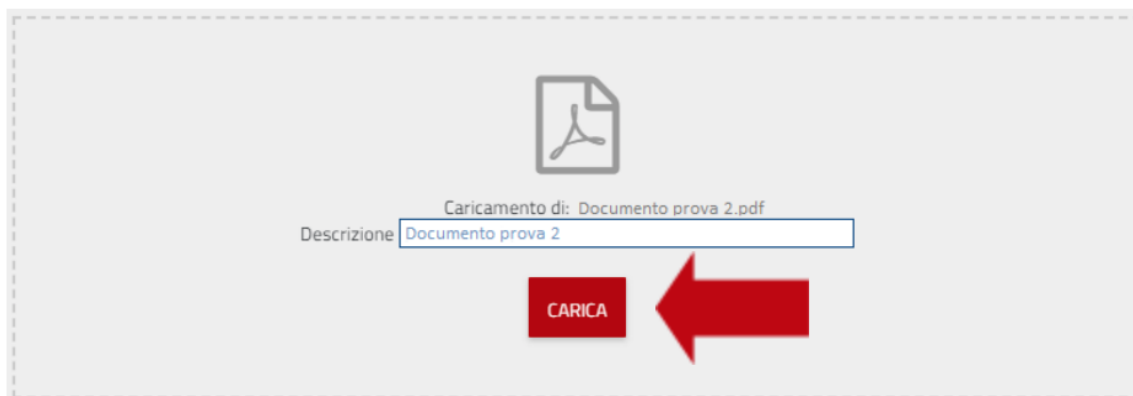 Caricamento di: Documento prova 2.pdf
Descrizione Documento prova 2
CARICA